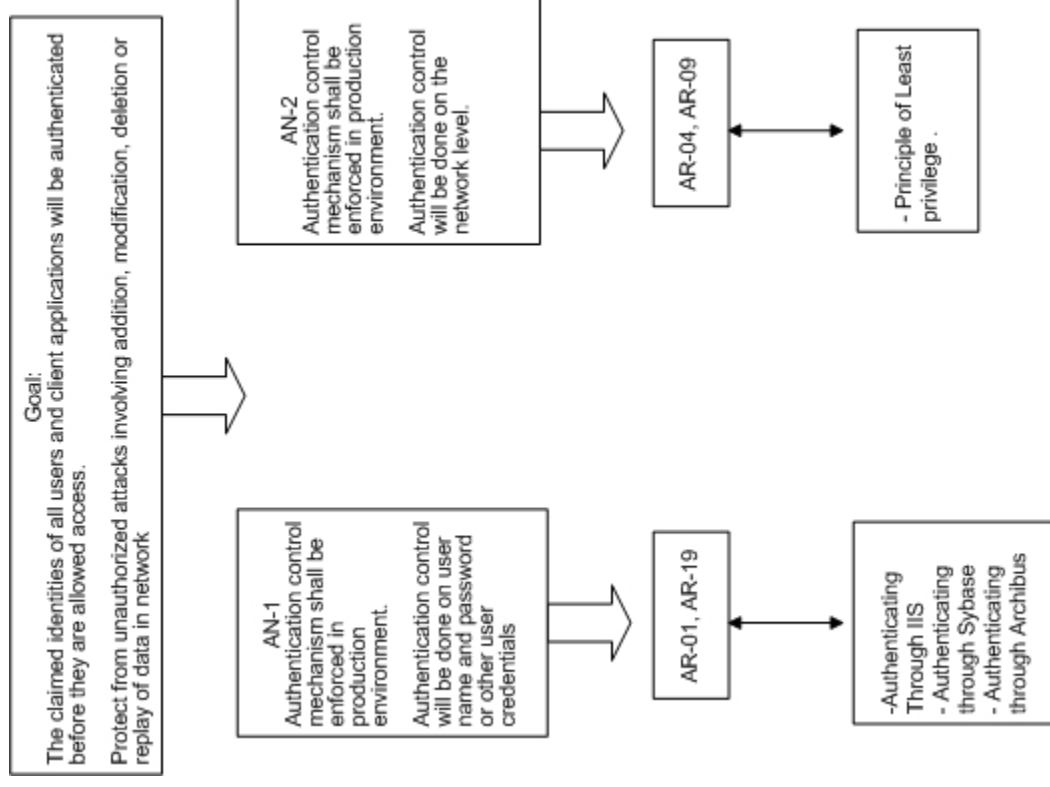 Goal:
The claimed identities of all users and client applications will be authenticated
before they are allowed access.
Protect from unauthorized attacks involving addition, modification, deletion or
replay of data in network
AN-1
Authentication control
mechanism shall be
enforced in
production
environment.
Authentication control
will be done on user
name and password
or other user
credentials
AR-01, AR-19
-Authenticating
Through IIS
- Authenticating
through Sybase
- Authenticating
through Archibus
AN-2
Authentication control
mechanism shall be
enforced in production
environment.
Authentication control
will be done on the
network level.
AR-04, AR-09
- Principle of Least
privilege .